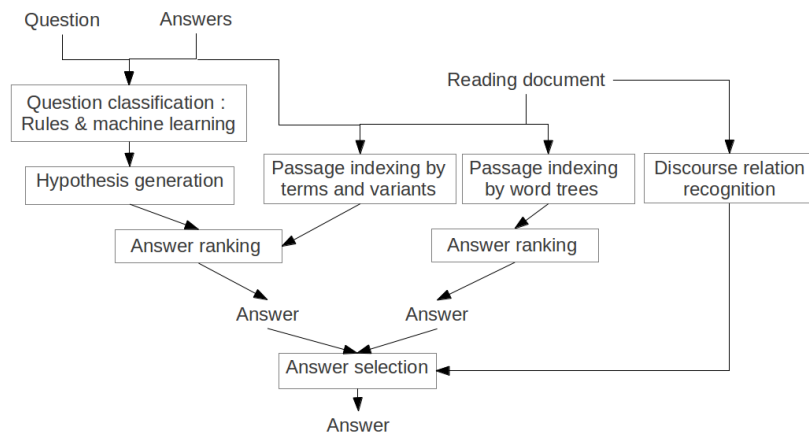 Question
Answers
Reading document
Question classification :
Rules & machine learning
Hypothesis generation
Passage indexing by
terms and variants
Passage indexing
by word trees
Discourse relation
recognition
Answer ranking
Answer ranking
Answer
Answer
Answer selection
Answer